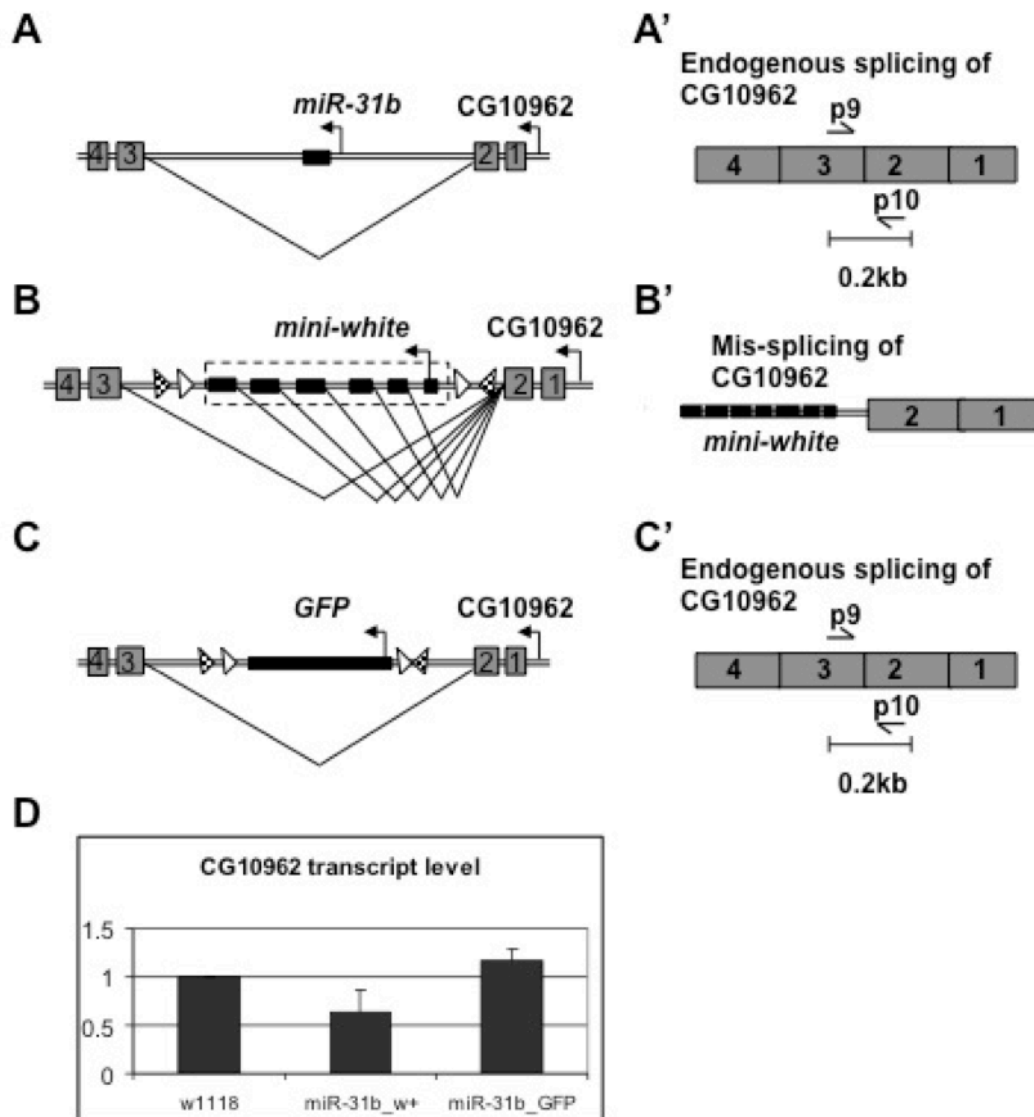 A
miR-31b
CG10962
4 3 2 1
A’
Endogenous splicing of
CG10962
p9
4 3 2 1
p10
0.2kb
B
mini-white
CG10962
4 3 2 1
B’
Mis-splicing of
CG10962
2 1
mini-white
C
GFP
CG10962
4 3 2 1
C’
Endogenous splicing of
CG10962
p9
4 3 2 1
p10
0.2kb
D
CG10962 transcript level
1.5
1
0.5
0
w1118 miR-31b_w+ miR-31b_GFP